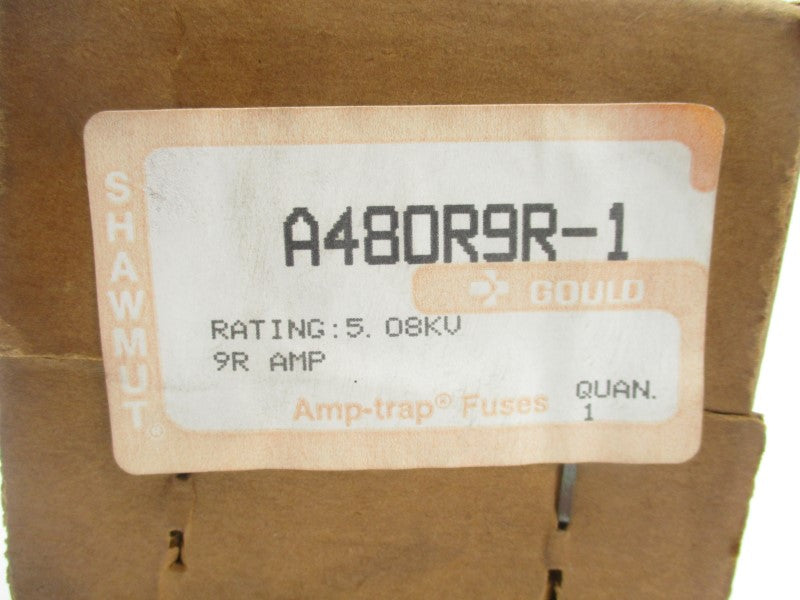 SHAWMUT®
A480R9R-1
GOULD
RATING:5. 08KV
9R AMP
Amp-trap® Fuses
QUAN.
1